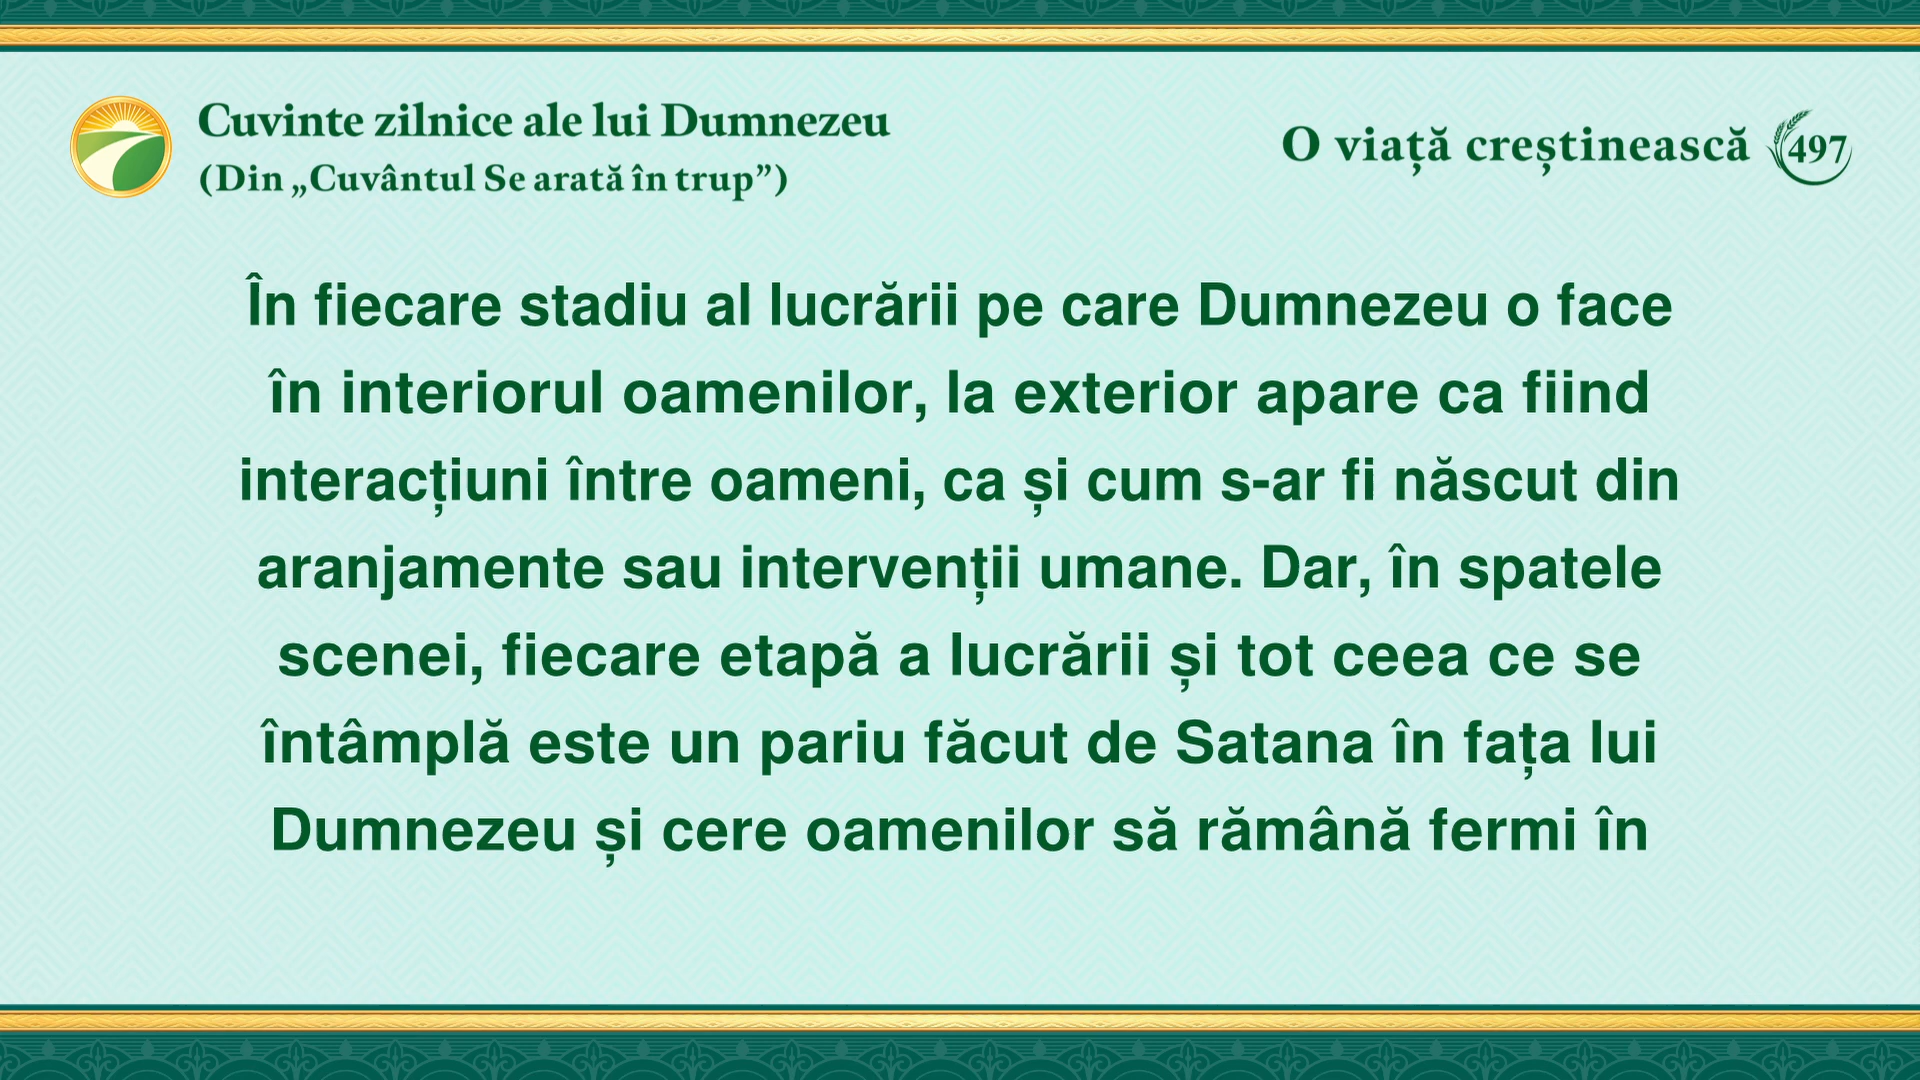 Cuvinte zilnice ale lui Dumnezeu
(Din „Cuvântul Se arată în trup”)
O viață creștinească 497
În fiecare stadiu al lucrării pe care Dumnezeu o face
în interiorul oamenilor, la exterior apare ca fiind
interacțiuni între oameni, ca și cum s-ar fi născut din
aranjamente sau intervenții umane. Dar, în spatele
scenei, fiecare etapă a lucrării și tot ceea ce se
întâmplă este un pariu făcut de Satana în fața lui
Dumnezeu și cere oamenilor să rămână fermi în